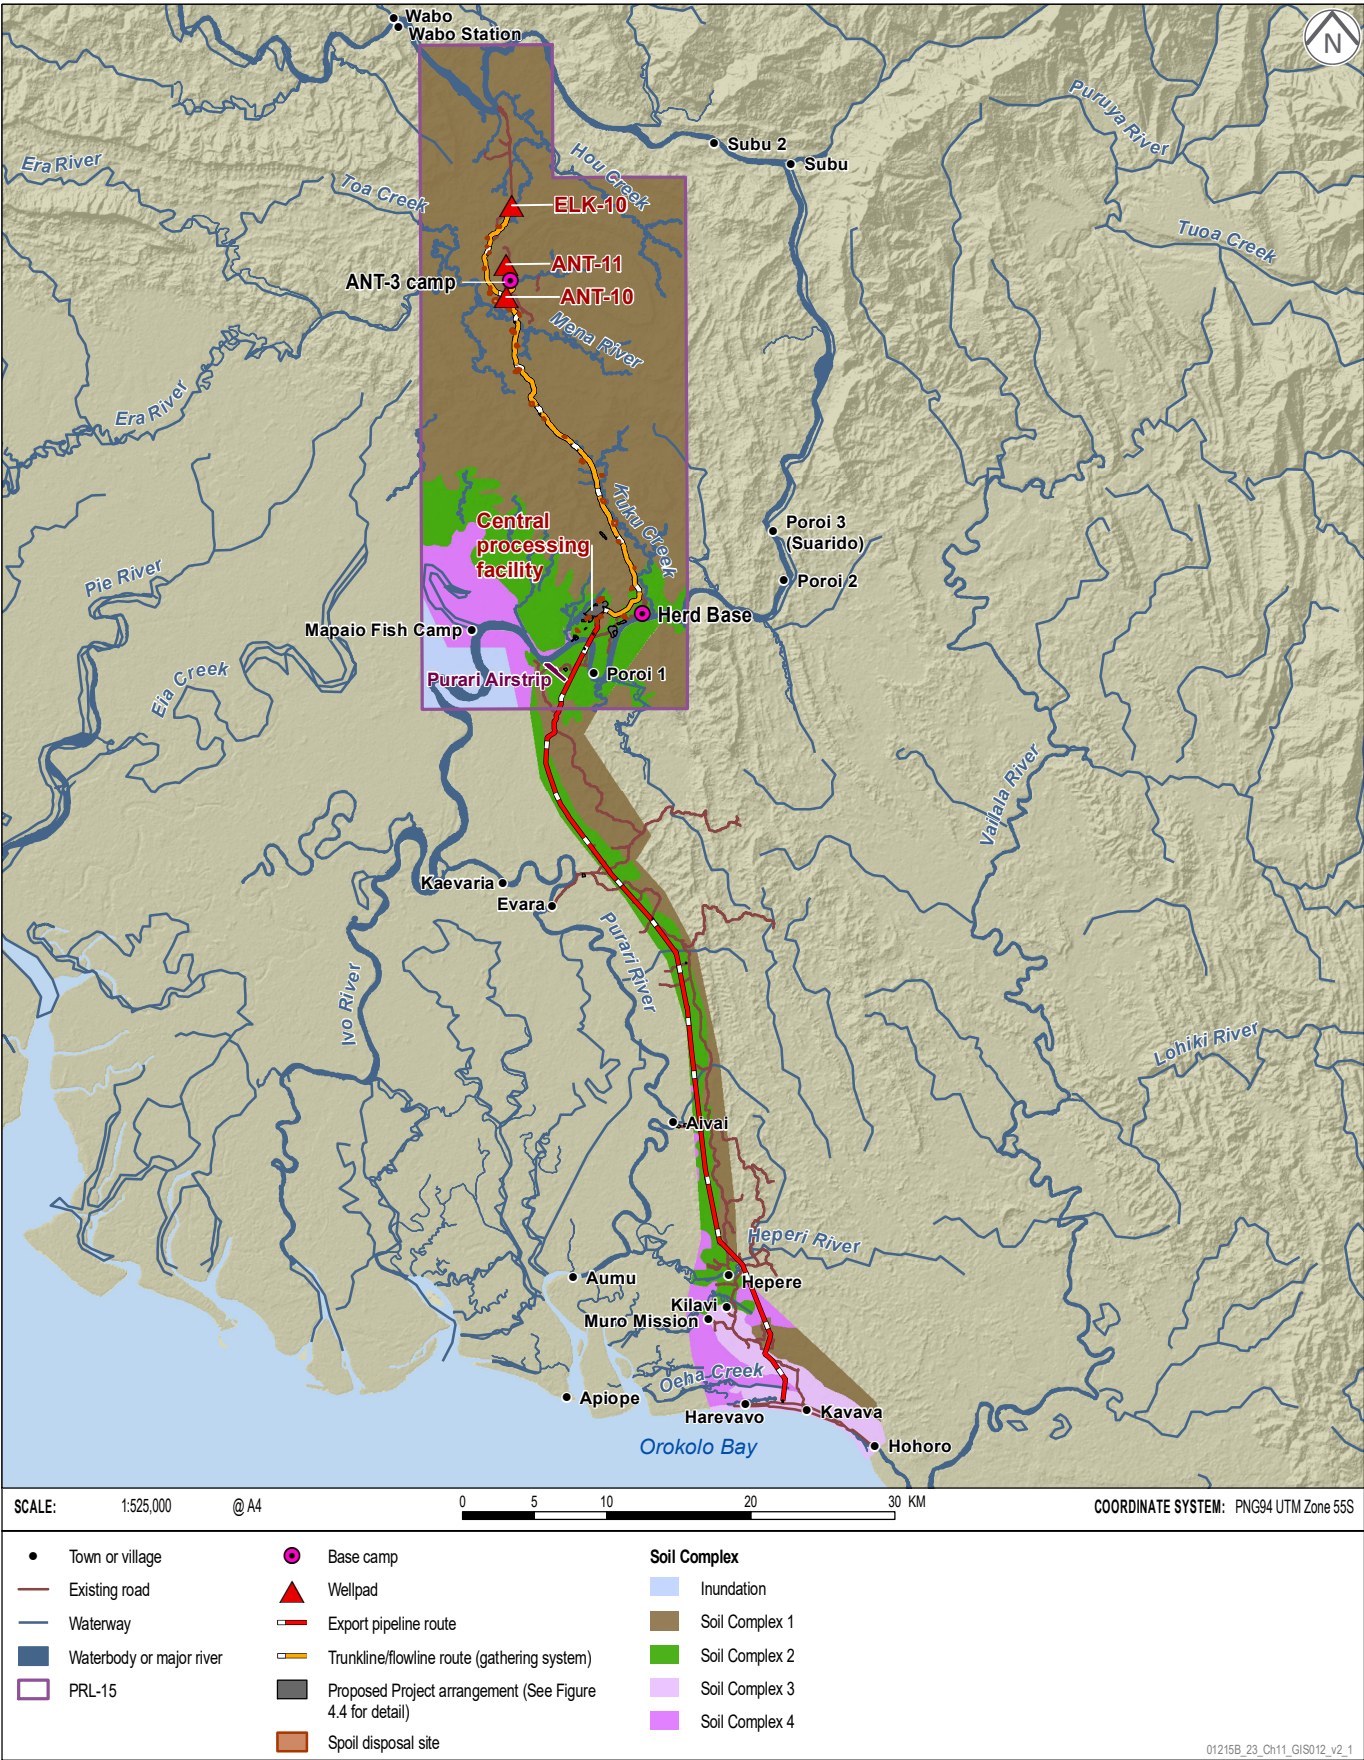 Wabo
Wabo Station
N
Puruya River
Subu 2
Subu
Era River
Hou Creek
Toa Creek
ELK-10
Tuoa Creek
ANT-11
ANT-3 camp
ANT-10
Mena River
Era River
Kuku Creek
Central
processing
facility
Poroi 3
(Suarido)
Pie River
Poroi 2
Herd Base
Mapaio Fish Camp
Poroi 1
Purari Airstrip
Eia Creek
Vailala River
Kaevaria
Evara
Purari River
Ivo River
Lohiki River
Aivai
Heperi River
Aumu
Hepere
Kilavi
Muro Mission
Oeha Creek
Apiope
Harevavo
Kavava
Orokolo Bay
Hohoro
SCALE: 1:525,000 @ A4
0 5 10 20 30 KM
COORDINATE SYSTEM: PNG94 UTM Zone 55S
Town or village
Existing road
Waterway
Waterbody or major river
PRL-15
Base camp
Wellpad
Export pipeline route
Trunkline/flowline route (gathering system)
Proposed Project arrangement (See Figure
4.4 for detail)
Spoil disposal site
Soil Complex
Inundation
Soil Complex 1
Soil Complex 2
Soil Complex 3
Soil Complex 4
01215B_23_Ch11_GIS012_v2_1